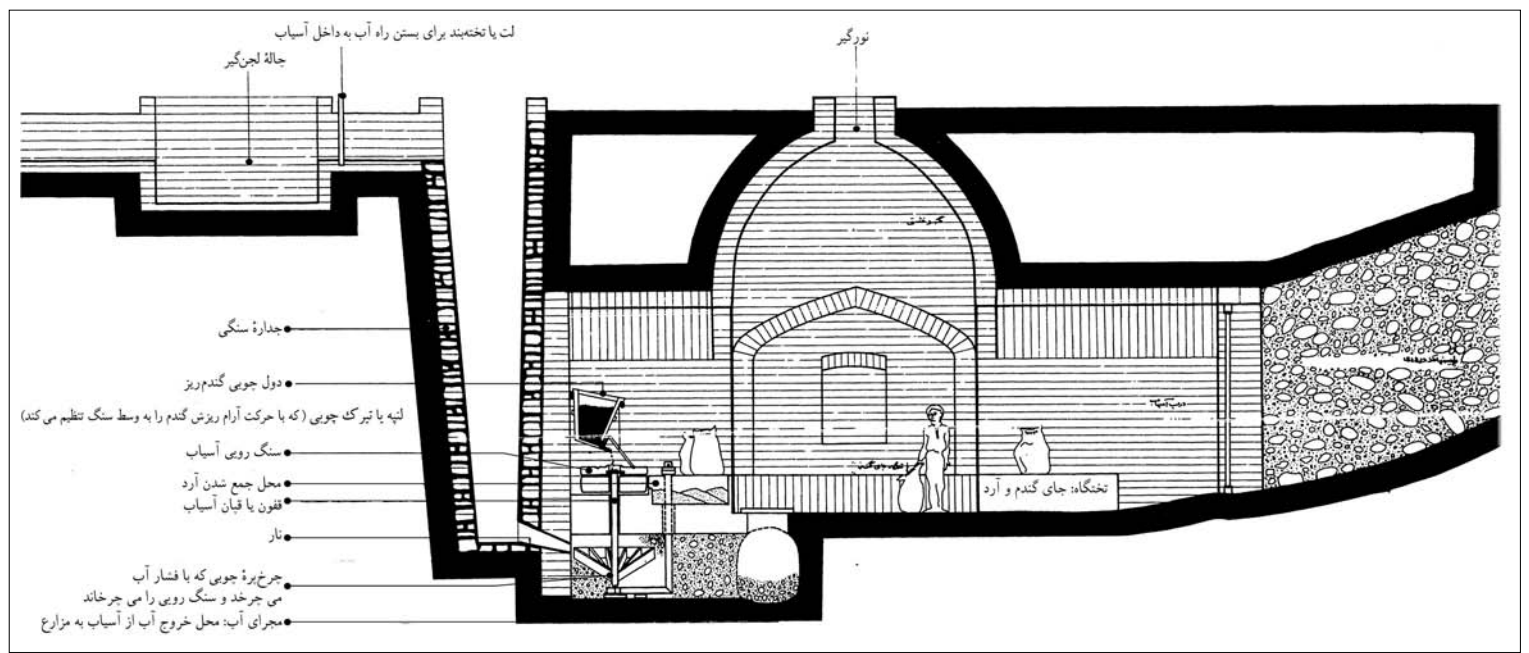 لت یا تخته‌بند برای بستن راه آب به داخل آسیاب
چالهٔ لجن‌گیر
نورگیر
جدارهٔ سنگی
دول چوبی گندم‌ریز
لتپه یا تیرک چوبی (که با حرکت آرام ریزش گندم را به وسط سنگ تنظیم می‌کند)
سنگ رویی آسیاب
محل جمع شدن آرد
تختگاه: جای گندم و آرد
قفون یا قپان آسیاب
نار
چرخ‌پرهٔ چوبی که با فشار آب
می‌چرخد و سنگ رویی را می‌چرخاند
مجرای آب: محل خروج آب از آسیاب به مزارع